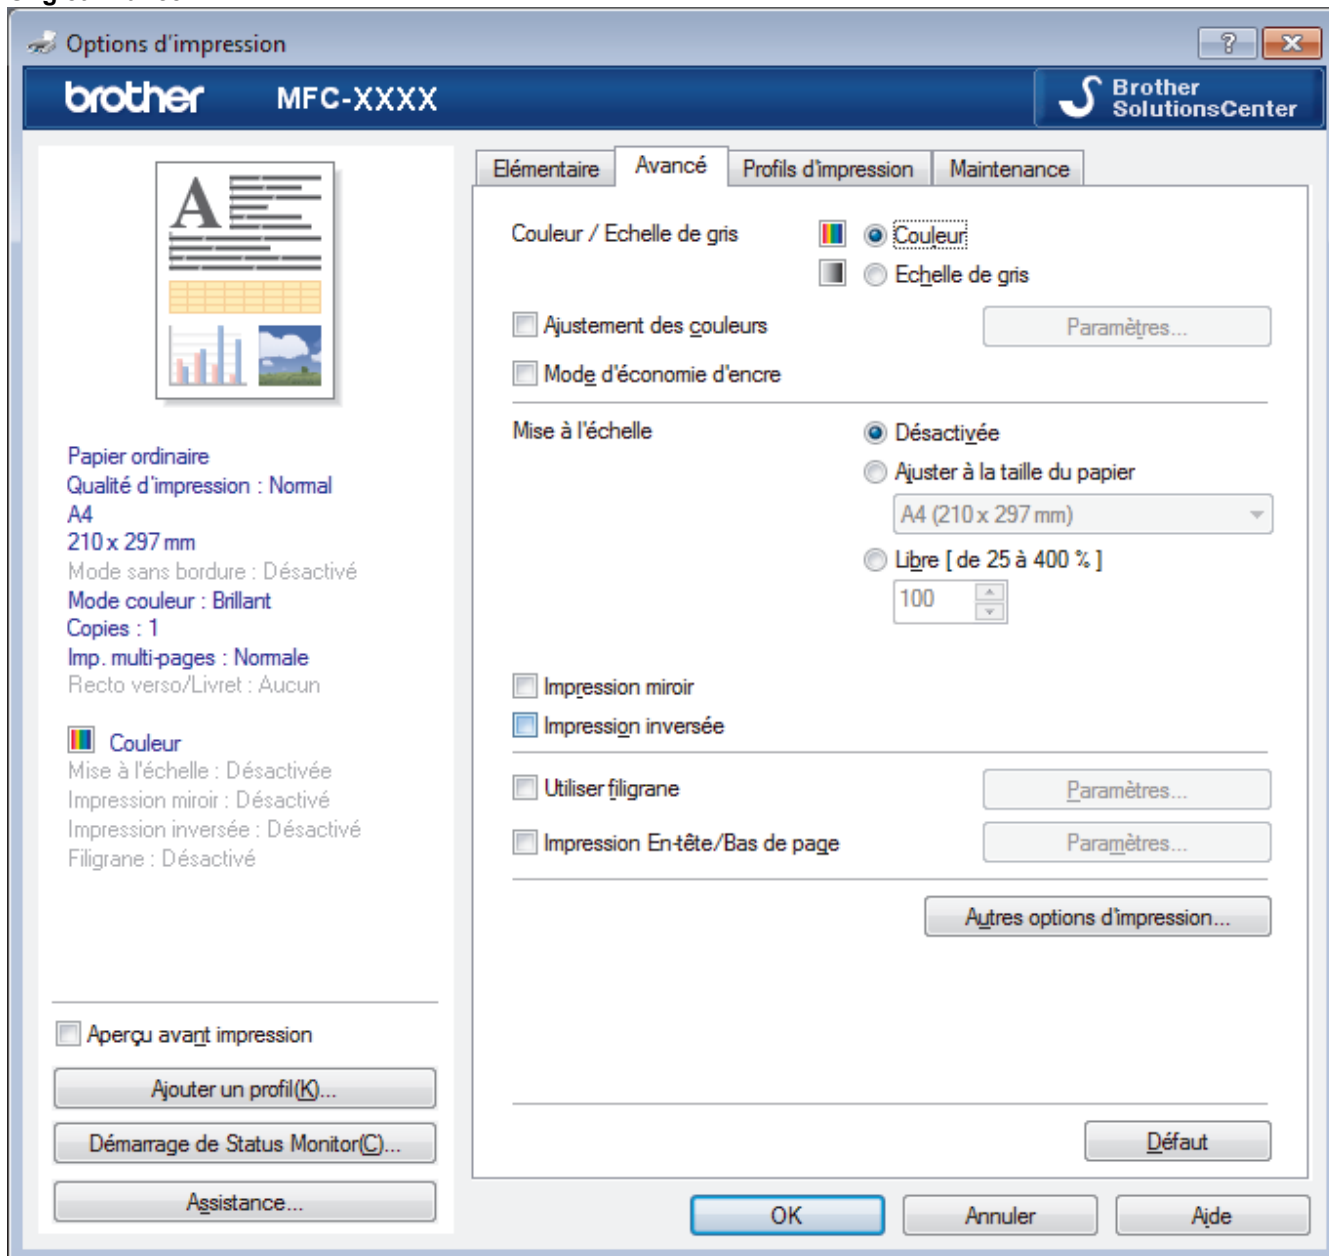 Options d'impression
brother MFC-XXXX
Brother
SolutionsCenter
A
Papier ordinaire
Qualité d'impression : Normal
A4
210 x 297 mm
Mode sans bordure : Désactivé
Mode couleur : Brillant
Copies : 1
Imp. multi-pages : Normale
Recto verso/Livret : Aucun
Couleur
Mise à l'échelle : Désactivée
Impression miroir : Désactivé
Impression inversée : Désactivé
Filigrane : Désactivé
Aperçu avant impression
Ajouter un profil(K)...
Démarrage de Status Monitor(C)...
Assistance...
Elémentaire Avancé Profils d'impression Maintenance
Couleur / Echelle de gris Couleur
Echelle de gris
Ajustement des couleurs Paramètres...
Mode d'économie d'encre
Mise à l'échelle Désactivée
Ajuster à la taille du papier
A4 (210 x 297 mm)
Libre [ de 25 à 400 % ]
100
Impression miroir
Impression inversée
Utiliser filigrane Paramètres...
Impression En-tête/Bas de page Paramètres...
Autres options d'impression...
Défaut
OK Annuler Aide